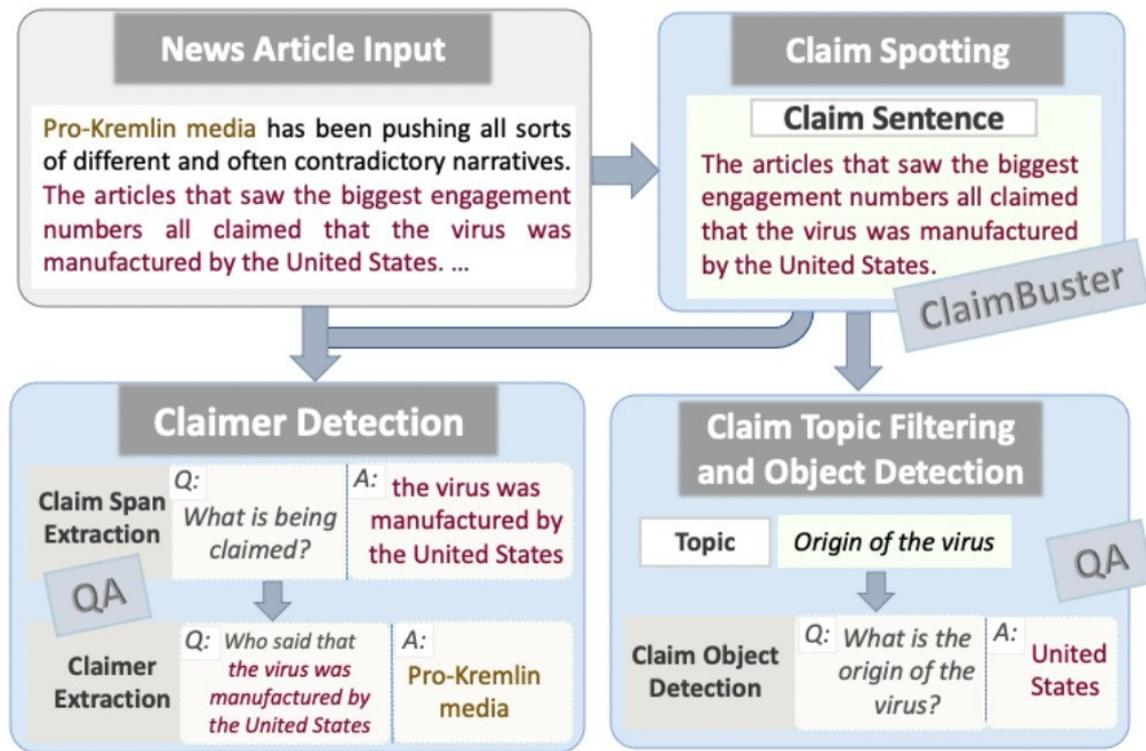 News Article Input
Pro-Kremlin media has been pushing all sorts
of different and often contradictory narratives.
The articles that saw the biggest engagement
numbers all claimed that the virus was
manufactured by the United States. ...
Claim Spotting
Claim Sentence
The articles that saw the biggest
engagement numbers all claimed
that the virus was manufactured
by the United States.
ClaimBuster
Claimer Detection
Claim Span
Extraction
Q:
What is being
claimed?
A:
the virus was
manufactured by
the United States
QA
Claimer
Extraction
Q: Who said that
the virus was
manufactured by
the United States
A:
Pro-Kremlin
media
Claim Topic Filtering
and Object Detection
Topic
Origin of the virus
QA
Claim Object
Detection
Q: What is the
origin of the
virus?
A:
United
States